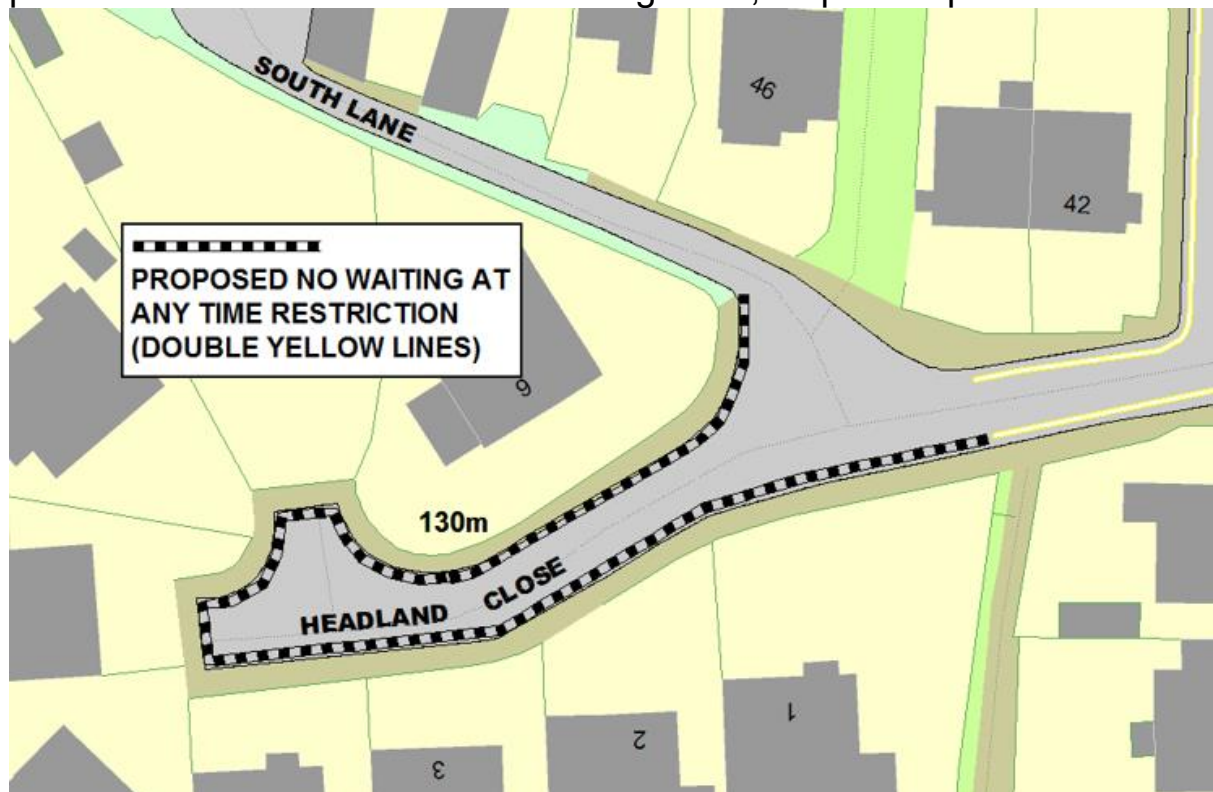 SOUTH LANE
46
42
PROPOSED NO WAITING AT
ANY TIME RESTRICTION
(DOUBLE YELLOW LINES)
9
130m
HEADLAND CLOSE
1
2
3